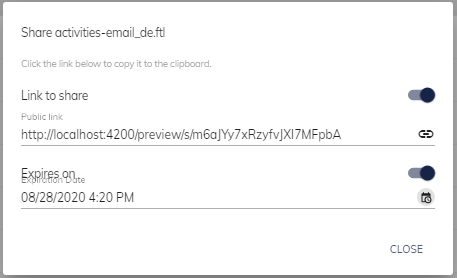 Share activities-email_de.ftl
Click the link below to copy it to the clipboard.
Link to share
Public link
http://localhost:4200/preview/s/m6aJYy7xRzyfvJXI7MFpbA
Expires on
Expiration Date
08/28/2020 4:20 PM
CLOSE